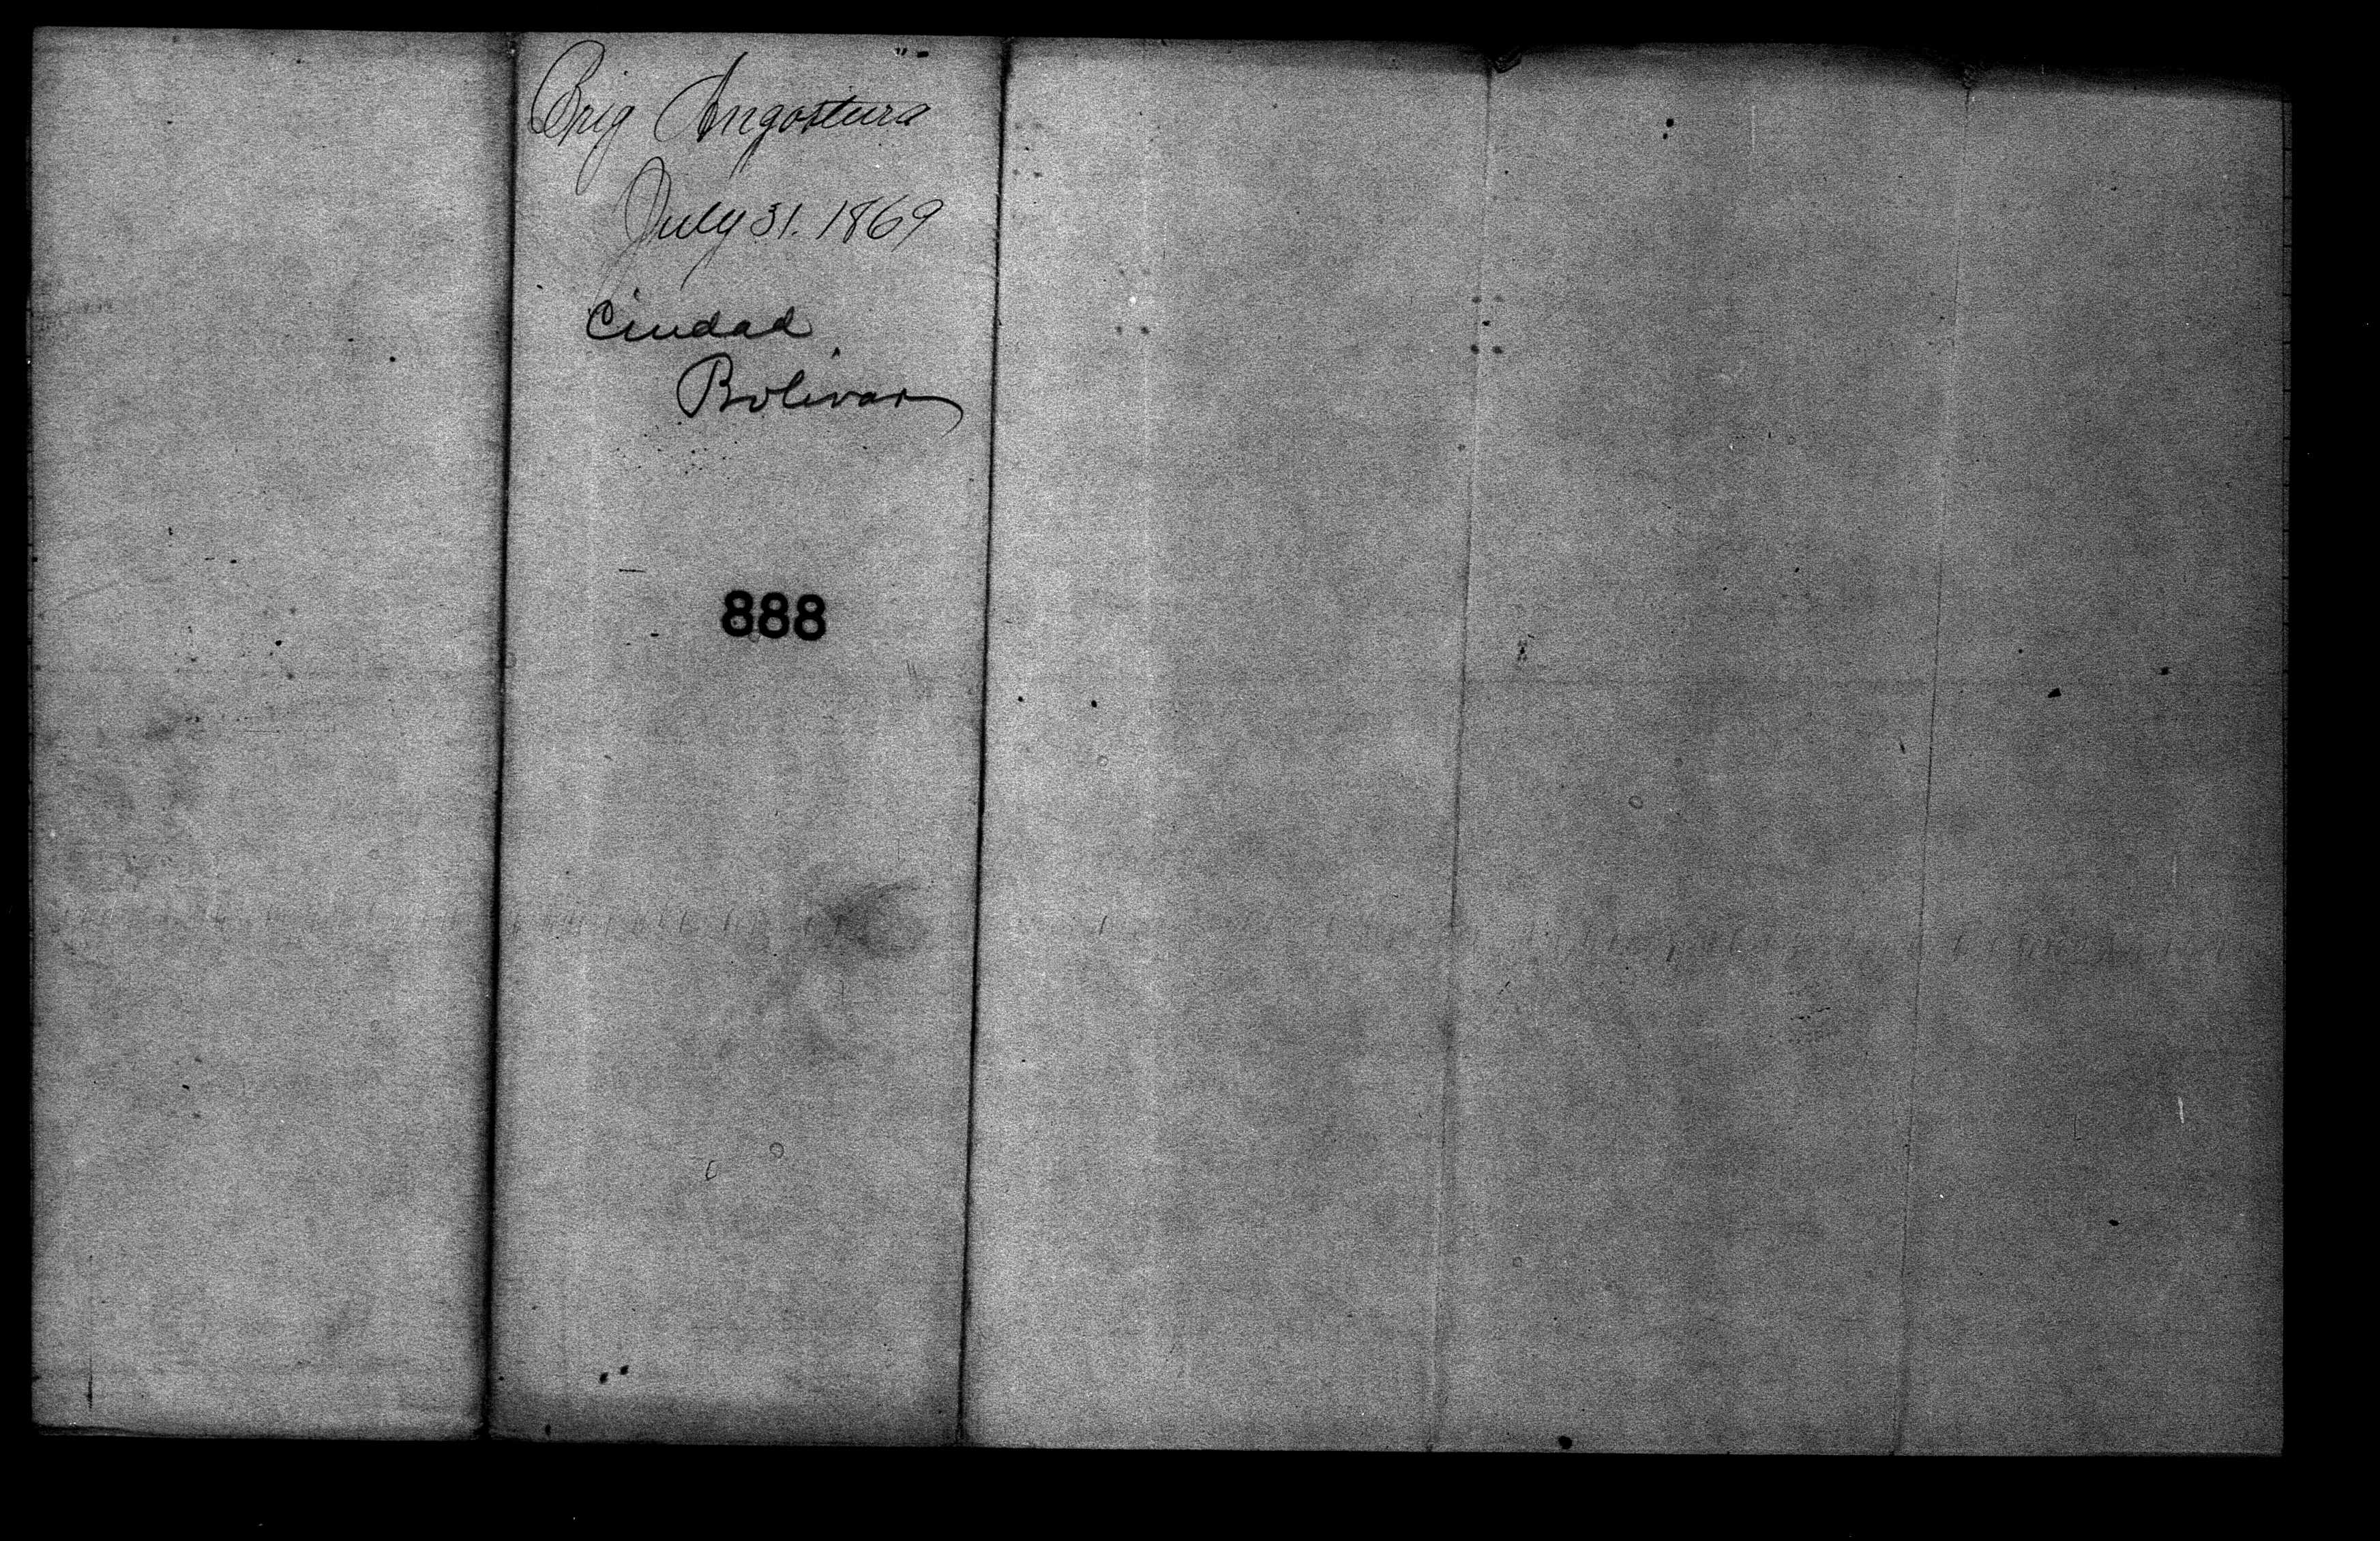 Brig Angostura
July 31. 1869
Ciudad
Bolivar
888